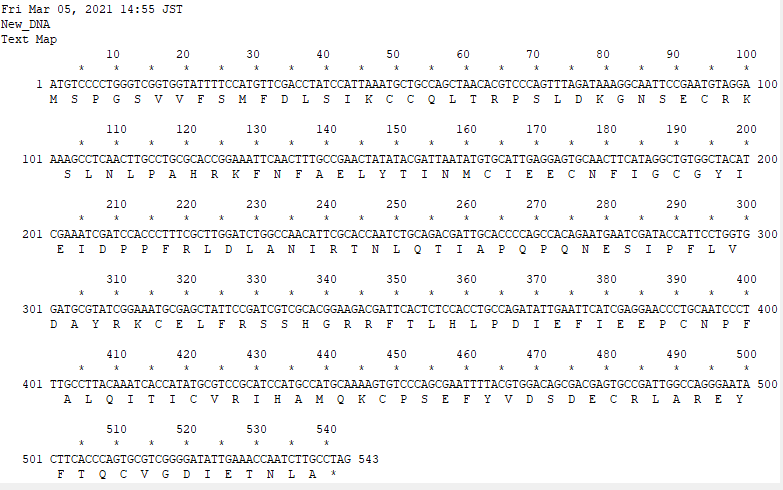 Fri Mar 05, 2021 14:55 JST
New_DNA
Text Map
10 20 30 40 50 60 70 80 90 100
* * * * * * * * * * * * * * * * * * * *
1 ATGTCCCCTGGGTCGGTGGTATTTTCCATGTTCGACCTATCCATTAAATGCTGCCAGCTAACACGTCCCAGTTTAGATAAAGGCAATTCCGAATGTAGGA 100
M S P G S V V F S M F D L S I K C C Q L T R P S L D K G N S E C R K
110 120 130 140 150 160 170 180 190 200
* * * * * * * * * * * * * * * * * * * *
101 AAAGCCTCAACTTGCCTGCGCACCGGAAATTCAACTTTGCCGAACTATATACGATTAATATGTGCATTGAGGAGTGCAACTTCATAGGCTGTGGCTACAT 200
S L N L P A H R K F N F A E L Y T I N M C I E E C N F I G C G Y I
210 220 230 240 250 260 270 280 290 300
* * * * * * * * * * * * * * * * * * * *
201 CGAAATCGATCCACCCTTTCGCTTGGATCTGGCCAACATTCGCACCAATCTGCAGACGATTGCACCCCAGCCACAGAATGAATCGATACCATTCCTGGTG 300
E I D P P F R L D L A N I R T N L Q T I A P Q P Q N E S I P F L V
310 320 330 340 350 360 370 380 390 400
* * * * * * * * * * * * * * * * * * * *
301 GATGCGTATCGGAAATGCGAGCTATTCCGATCGTCGCACGGAAGACGATTCACTCTCCACCTGCCAGATATTGAATTCATCGAGGAACCCTGCAATCCCT 400
D A Y R K C E L F R S S H G R R F T L H L P D I E F I E E P C N P F
410 420 430 440 450 460 470 480 490 500
* * * * * * * * * * * * * * * * * * * *
401 TTGCCTTACAAATCACCATATGCGTCCGCATCCATGCCATGCAAAAGTGTCCCAGCGAATTTTACGTGGACAGCGACGAGTGCCGATTGGCCAGGGAATA 500
A L Q I T I C V R I H A M Q K C P S E F Y V D S D E C R L A R E Y
510 520 530 540
* * * * * * * *
501 CTTCACCCAGTGCGTCGGGGATATTGAAACCAATCTTGCCTAG 543
F T Q C V G D I E T N L A *